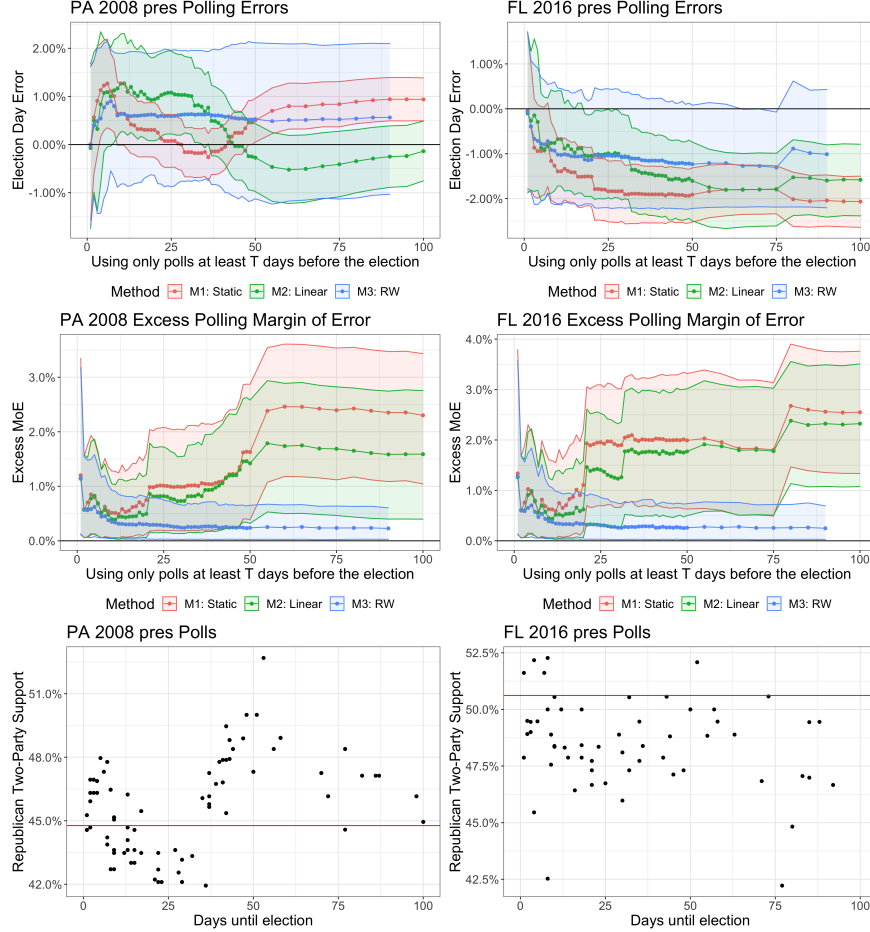 PA 2008 pres Polling Errors
FL 2016 pres Polling Errors
Election Day Error
2.00%
1.00%
0.00%
-1.00%
0
25
50
75
100
Using only polls at least T days before the election
Method M1: Static M2: Linear M3: RW
Election Day Error
1.00%
0.00%
-1.00%
-2.00%
0
25
50
75
100
Using only polls at least T days before the election
Method M1: Static M2: Linear M3: RW
PA 2008 Excess Polling Margin of Error
FL 2016 Excess Polling Margin of Error
Excess MoE
3.0%
2.0%
1.0%
0.0%
0
25
50
75
100
Using only polls at least T days before the election
Method M1: Static M2: Linear M3: RW
Excess MoE
4.0%
3.0%
2.0%
1.0%
0.0%
0
25
50
75
100
Using only polls at least T days before the election
Method M1: Static M2: Linear M3: RW
PA 2008 pres Polls
FL 2016 pres Polls
Republican Two-Party Support
51.0%
48.0%
45.0%
42.0%
0
25
50
75
100
Days until election
Republican Two-Party Support
52.5%
50.0%
47.5%
45.0%
42.5%
0
25
50
75
100
Days until election